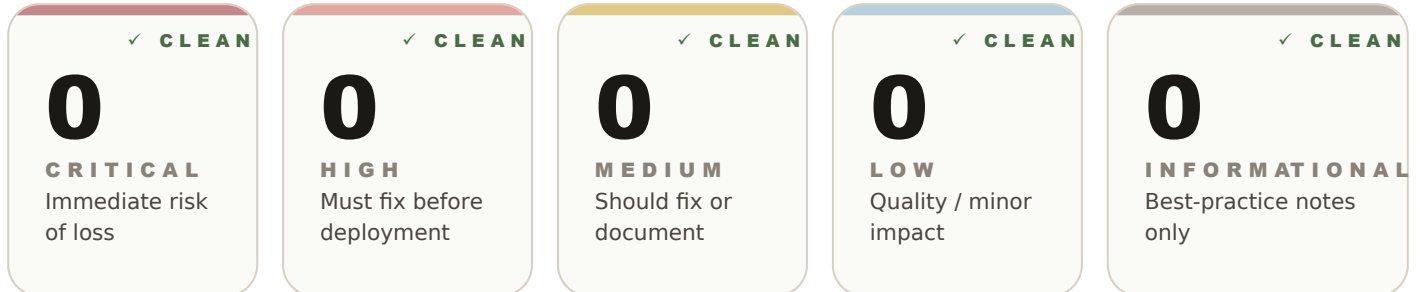 ✓ CLEAN
0
CRITICAL
Immediate risk
of loss
✓ CLEAN
0
HIGH
Must fix before
deployment
✓ CLEAN
0
MEDIUM
Should fix or
document
✓ CLEAN
0
LOW
Quality / minor
impact
✓ CLEAN
0
INFORMATIONAL
Best-practice notes
only